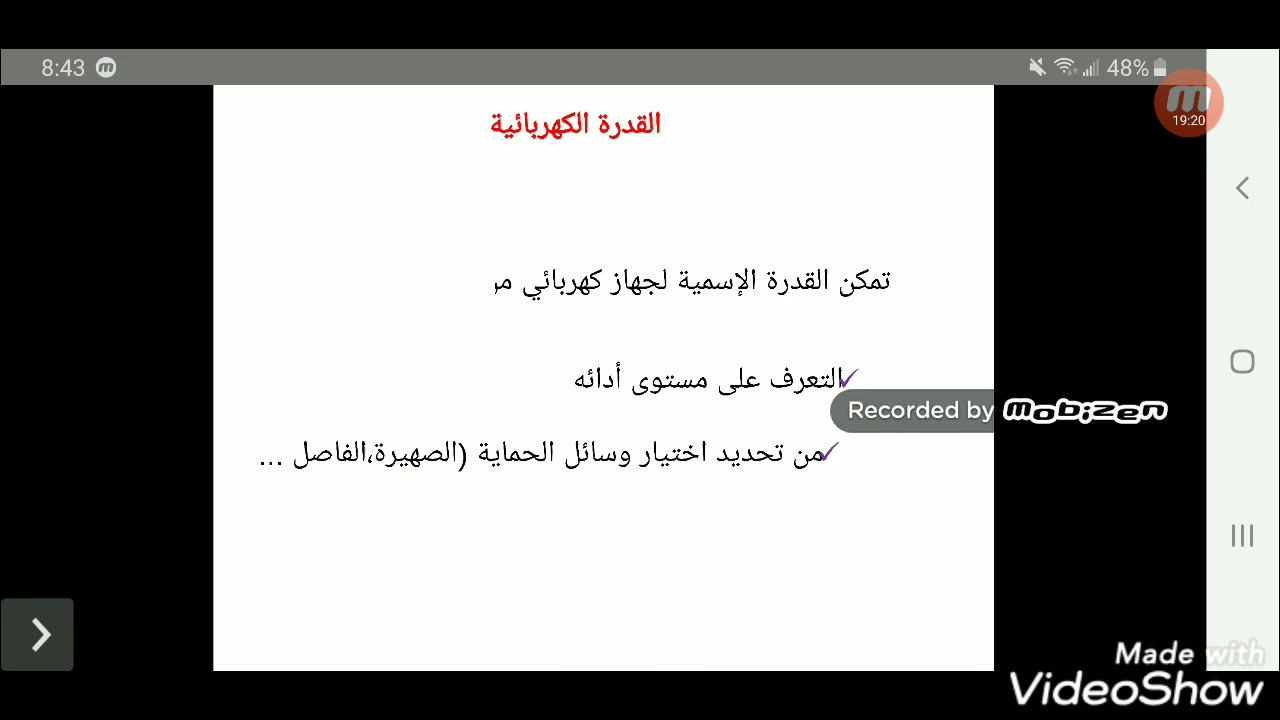 8:43
48%
19:20
القدرة الكهربائية
تمكن القدرة الإسمية لجهاز كهربائي
التعرف على مستوى أدائه
Recorded by mobizen
من تحديد اختيار وسائل الحماية (الصهيرة،الفاصل ...
Made with
VideoShow